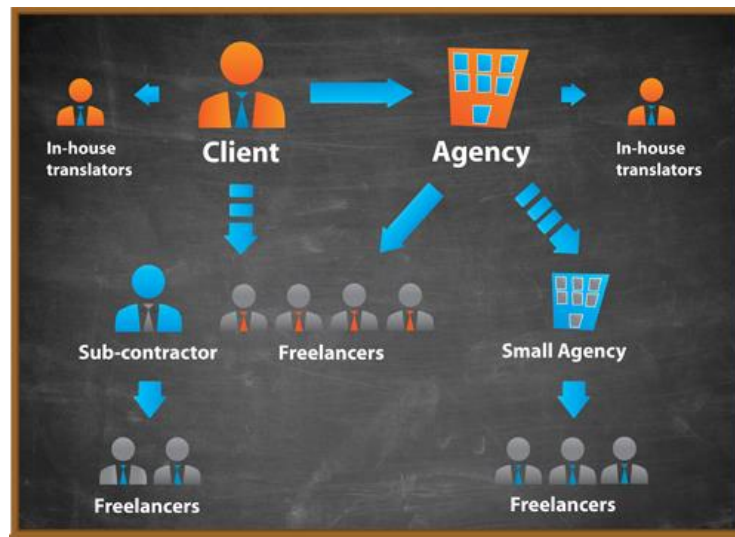 Client
Agency
In-house
translators
In-house
translators
Sub-contractor
Freelancers
Small Agency
Freelancers
Freelancers